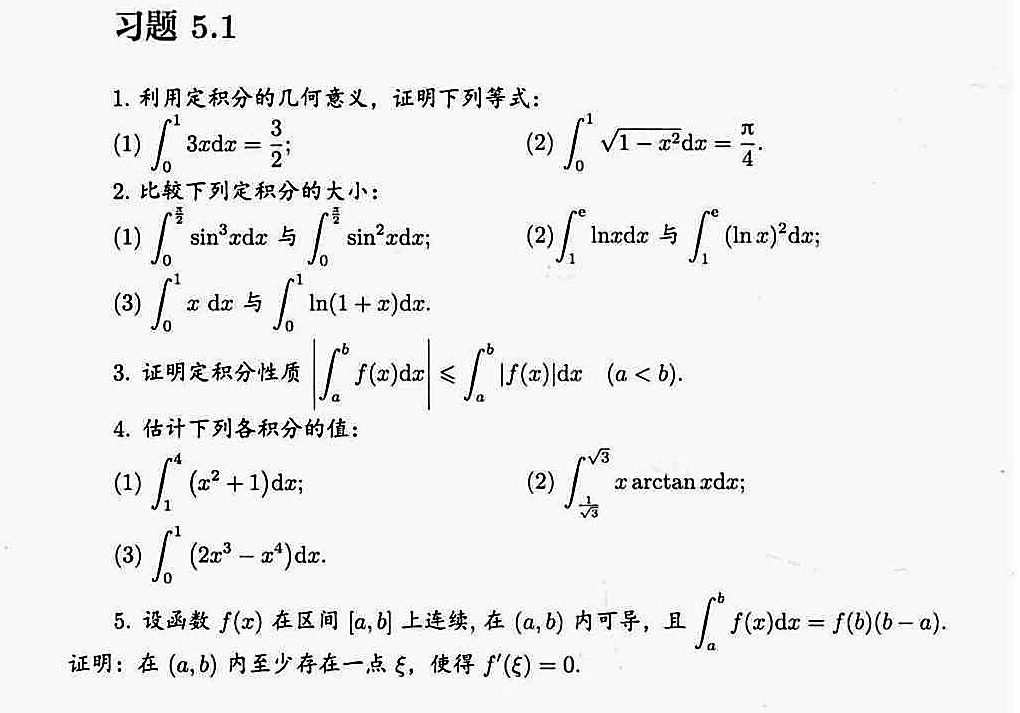 习题 5.1
1. 利用定积分的几何意义，证明下列等式：
(1) ∫₀¹ 3xdx = 3/2; (2) ∫₀¹ √(1 − x²)dx = π/4.
2. 比较下列定积分的大小：
(1) ∫₀^(π/2) sin³xdx 与 ∫₀^(π/2) sin²xdx; (2) ∫₁^e lnxdx 与 ∫₁^e (ln x)²dx;
(3) ∫₀¹ x dx 与 ∫₀¹ ln(1 + x)dx.
3. 证明定积分性质 |∫ₐᵇ f(x)dx| ⩽ ∫ₐᵇ |f(x)|dx (a < b).
4. 估计下列各积分的值：
(1) ∫₁⁴ (x² + 1)dx; (2) ∫_(1/√3)^(√3) x arctan xdx;
(3) ∫₀¹ (2x³ − x⁴)dx.
5. 设函数 f(x) 在区间 [a, b] 上连续, 在 (a, b) 内可导，且 ∫ₐᵇ f(x)dx = f(b)(b − a).
证明：在 (a, b) 内至少存在一点 ξ，使得 f′(ξ) = 0.